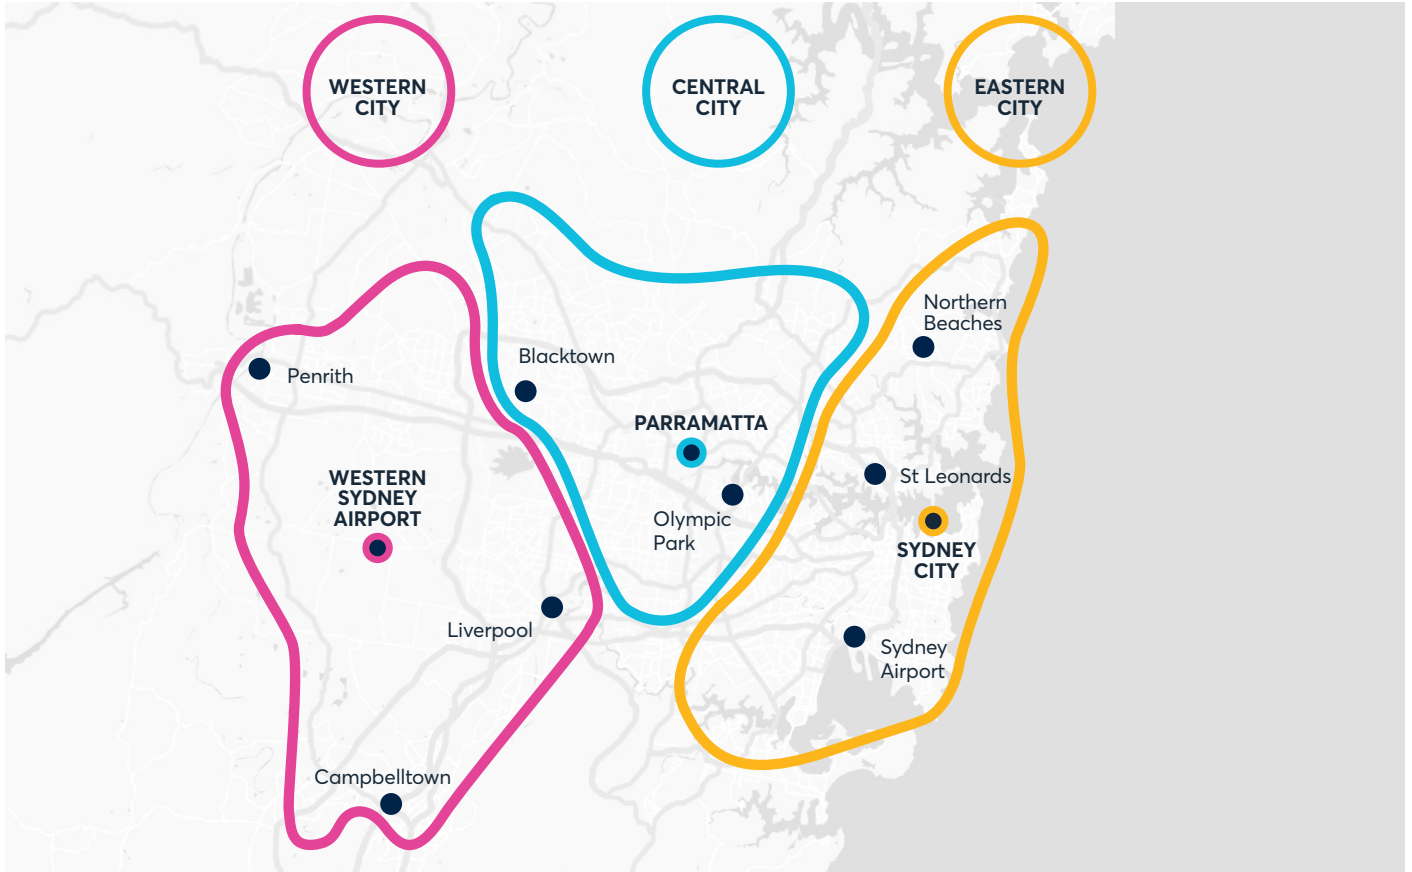 WESTERN
CITY
CENTRAL
CITY
EASTERN
CITY
Northern
Beaches
Blacktown
Penrith
PARRAMATTA
WESTERN
SYDNEY
AIRPORT
St Leonards
Olympic
Park
SYDNEY
CITY
Liverpool
Sydney
Airport
Campbelltown